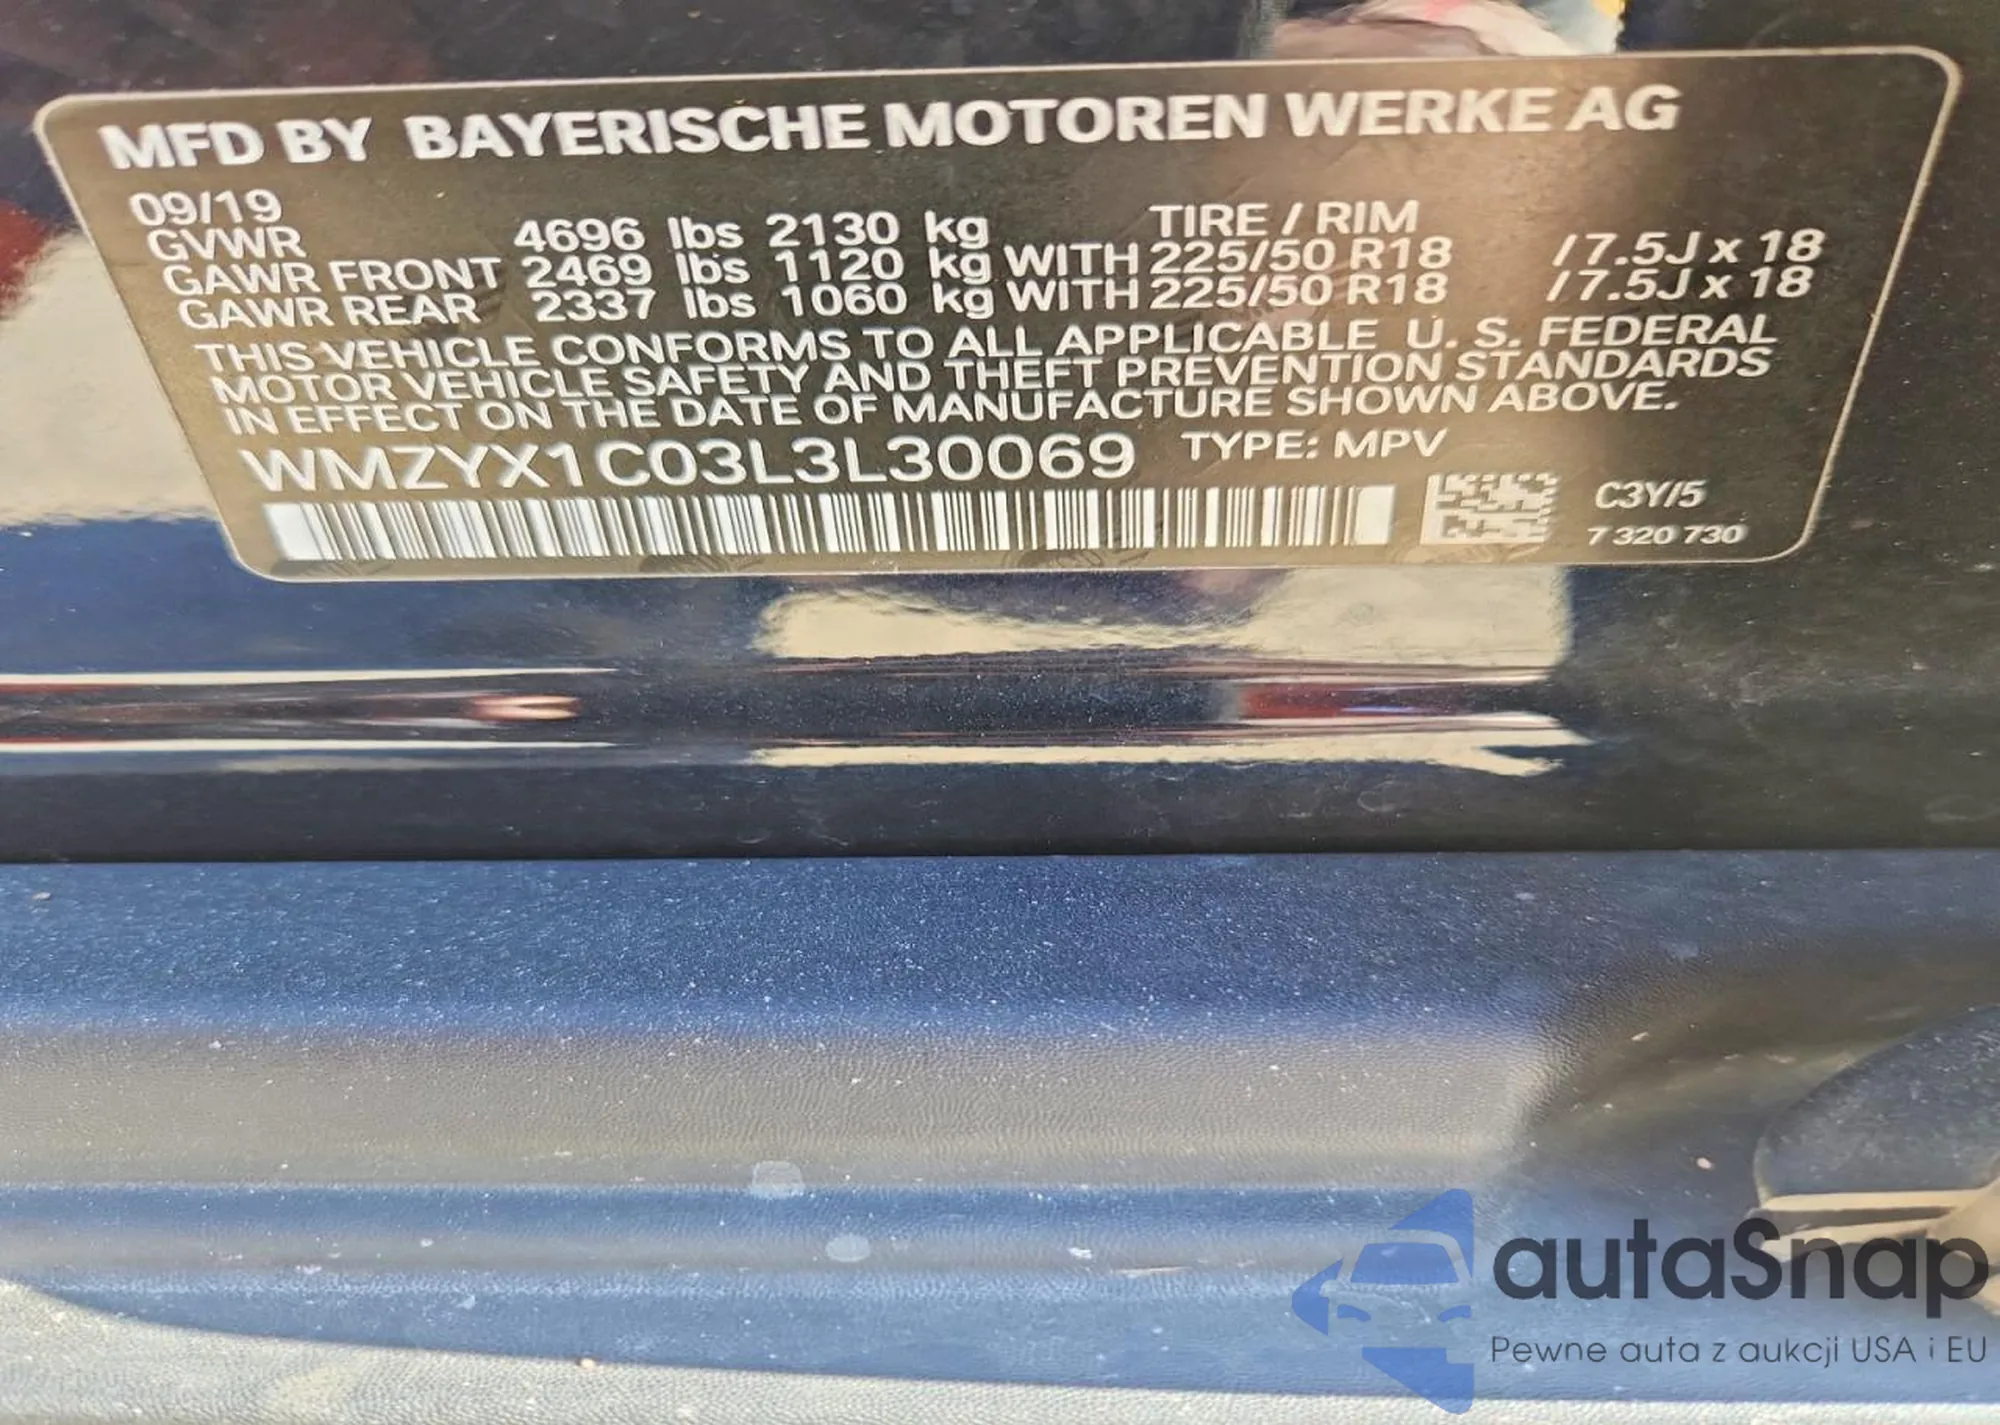 MFD BY BAYERISCHE MOTOREN WERKE AG
09/19
GVWR 4696 lbs 2130 kg TIRE / RIM
GAWR FRONT 2469 lbs 1120 kg WITH 225/50 R18 /7.5J x 18
GAWR REAR 2337 lbs 1060 kg WITH 225/50 R18 /7.5J x 18
THIS VEHICLE CONFORMS TO ALL APPLICABLE U. S. FEDERAL
MOTOR VEHICLE SAFETY AND THEFT PREVENTION STANDARDS
IN EFFECT ON THE DATE OF MANUFACTURE SHOWN ABOVE.
WMZYX1C03L3L30069 TYPE: MPV
C3Y/5
7 320 730
autaSnap
Pewne auta z aukcji USA i EU